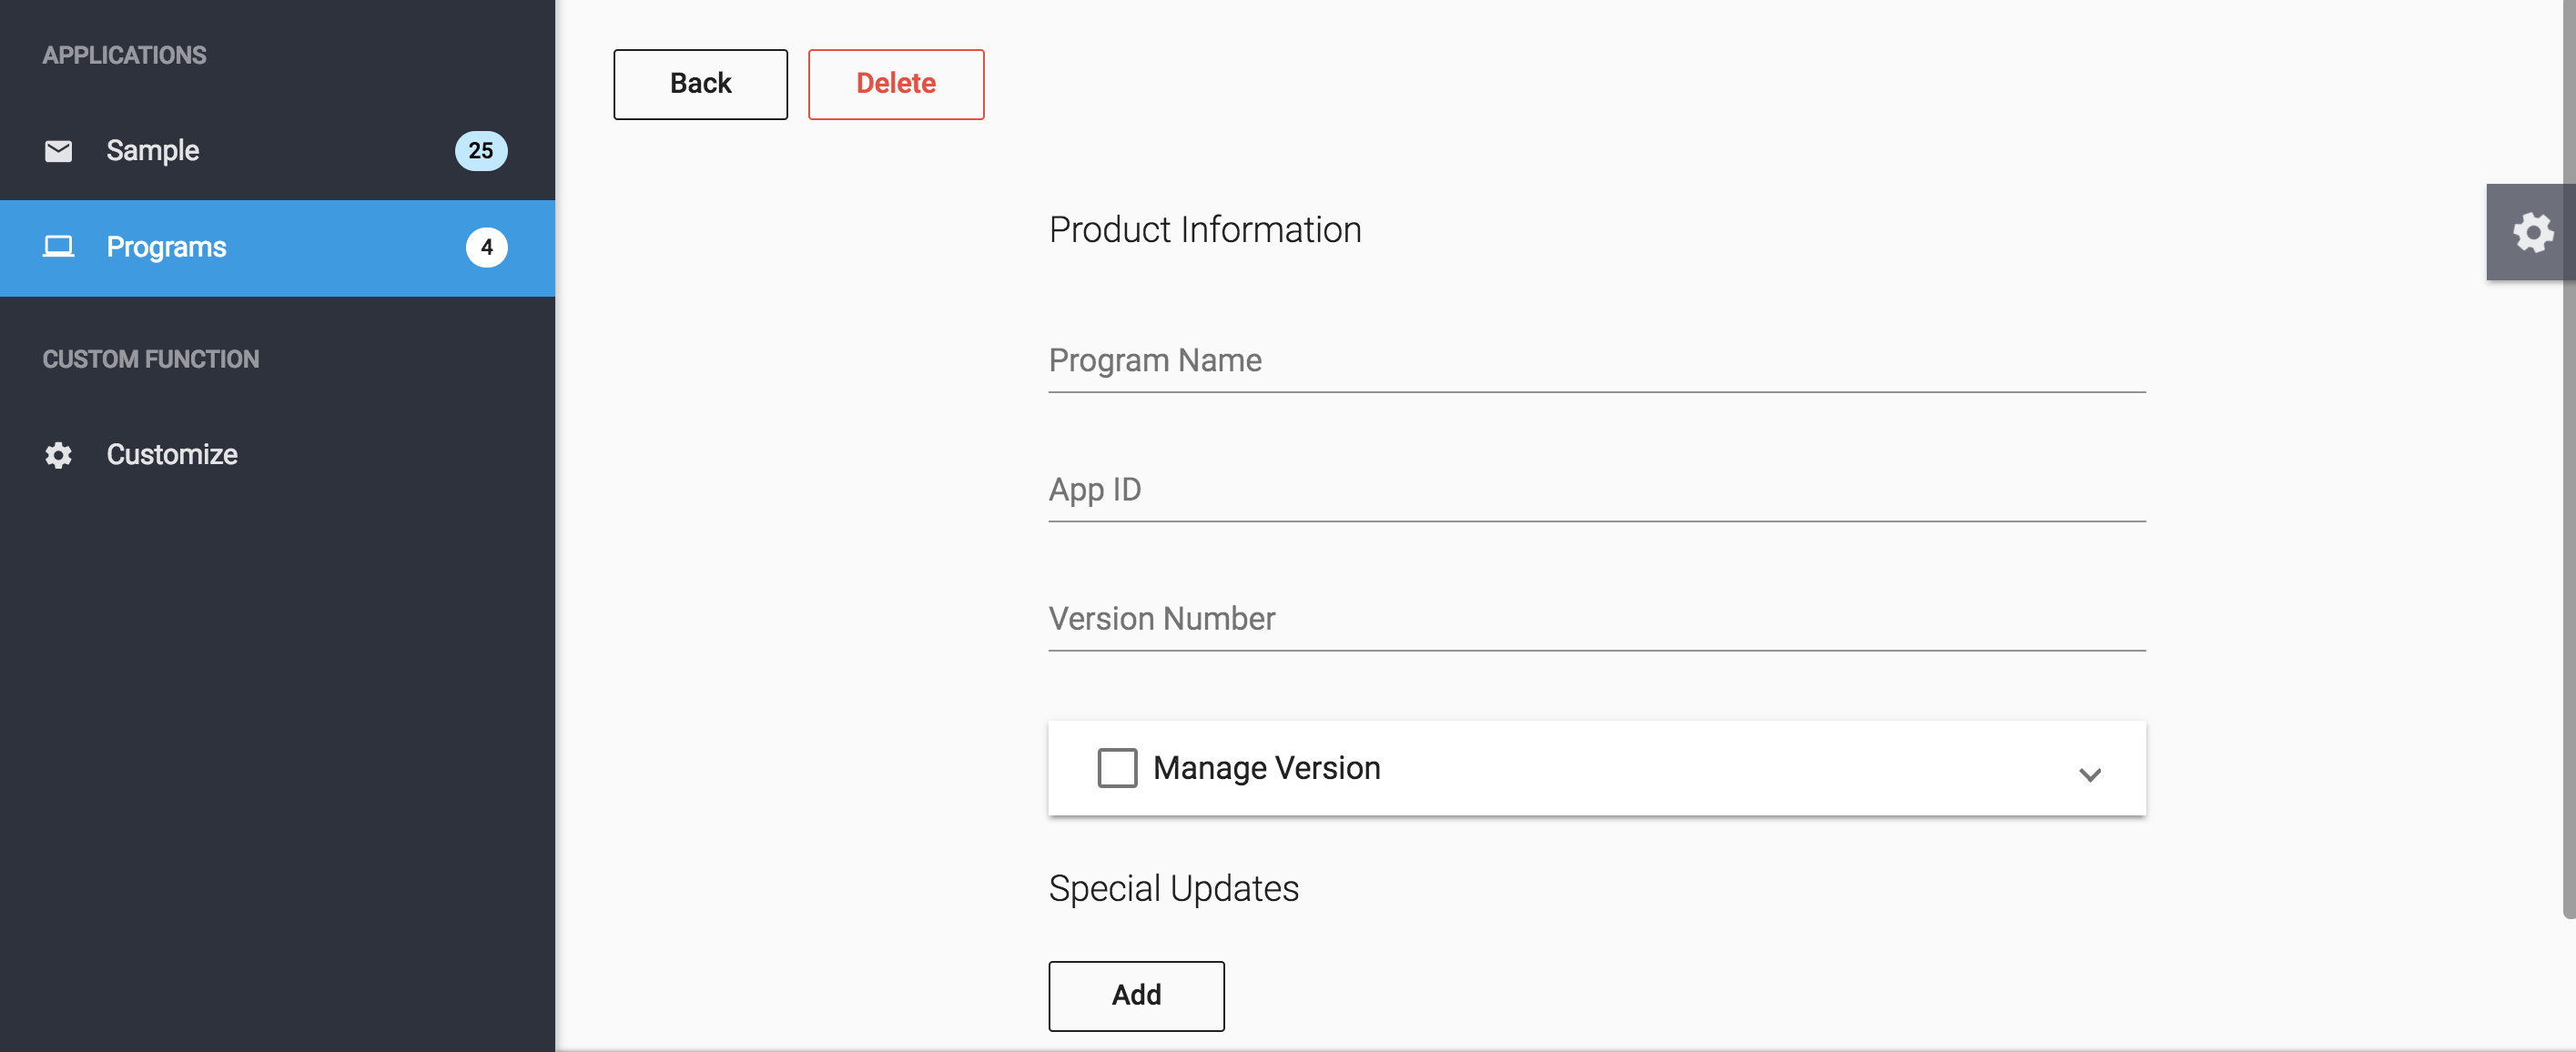 APPLICATIONS
Sample 25
Programs 4
CUSTOM FUNCTION
Customize
Back Delete
Product Information
Program Name
App ID
Version Number
Manage Version
Special Updates
Add